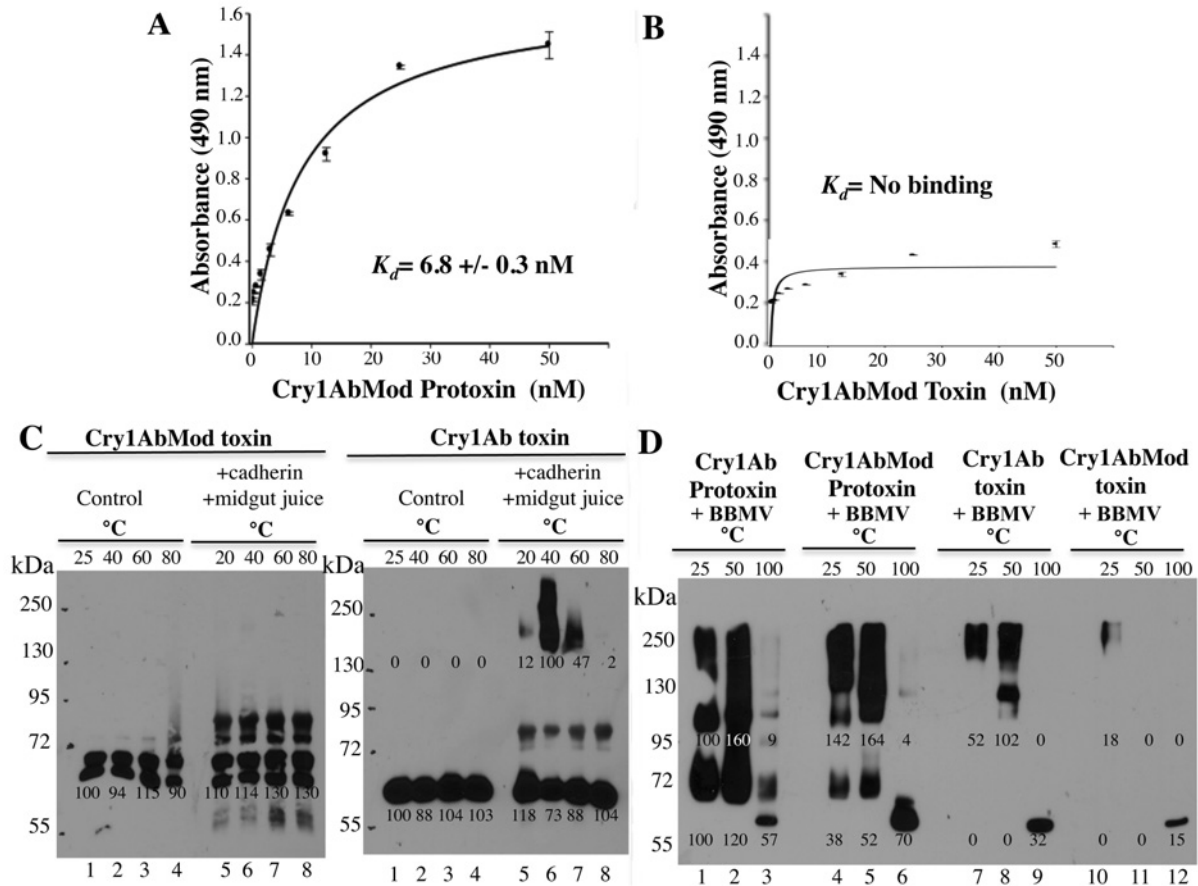 A
1.6
1.4
1.2
1.0
0.8
0.6
0.4
0.2
0.0
Absorbance (490 nm)
Kd= 6.8 +/- 0.3 nM
0 10 20 30 40 50
Cry1AbMod Protoxin (nM)
B
1.6
1.4
1.2
1.0
0.8
0.6
0.4
0.2
0.0
Absorbance (490 nm)
Kd= No binding
0 10 20 30 40 50
Cry1AbMod Toxin (nM)
C
Cry1AbMod toxin
Control
+cadherin
+midgut juice
°C
°C
25 40 60 80
20 40 60 80
kDa
250
130
95
72
55
100 94 115 90 110 114 130 130
1 2 3 4 5 6 7 8
Cry1Ab toxin
Control
+cadherin
+midgut juice
°C
°C
25 40 60 80
20 40 60 80
kDa
250
130
95
72
55
0 0 0 0 12 100 47 2
100 88 104 103 118 73 88 104
1 2 3 4 5 6 7 8
D
Cry1Ab
Protoxin
+ BBMV
°C
25 50 100
Cry1AbMod
Protoxin
+ BBMV
°C
25 50 100
Cry1Ab
toxin
+ BBMV
°C
25 50 100
Cry1AbMod
toxin
+ BBMV
°C
25 50 100
kDa
250
130
95
72
55
100 160 9 142 164 4 52 102 0 18 0 0
100 120 57 38 52 70 0 0 32 0 0 15
1 2 3 4 5 6 7 8 9 10 11 12